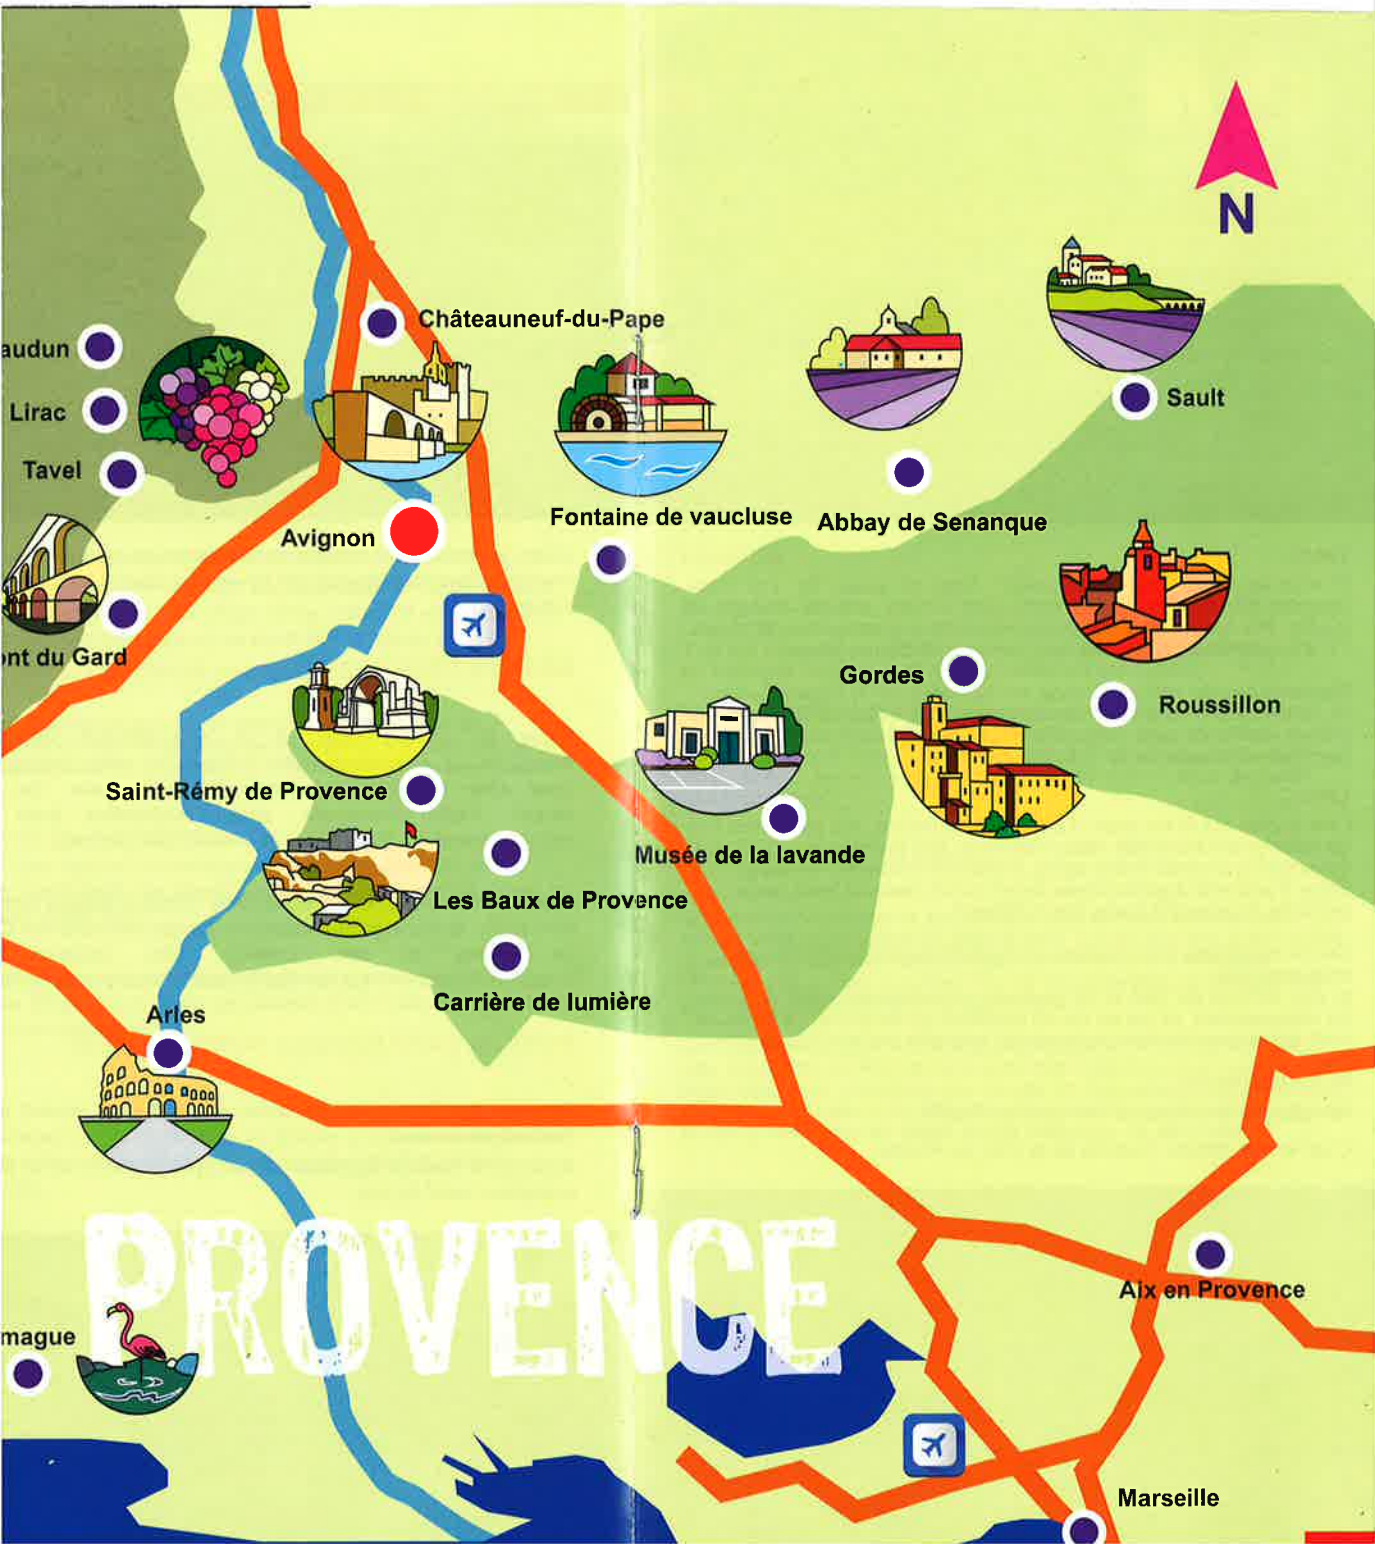 N
Châteauneuf-du-Pape
audun
Lirac
Sault
Tavel
Fontaine de vaucluse
Abbay de Senanque
Avignon
ont du Gard
Gordes
Roussillon
Saint-Rémy de Provence
Musée de la lavande
Les Baux de Provence
Carrière de lumière
Arles
PROVENCE
Aix en Provence
mague
Marseille